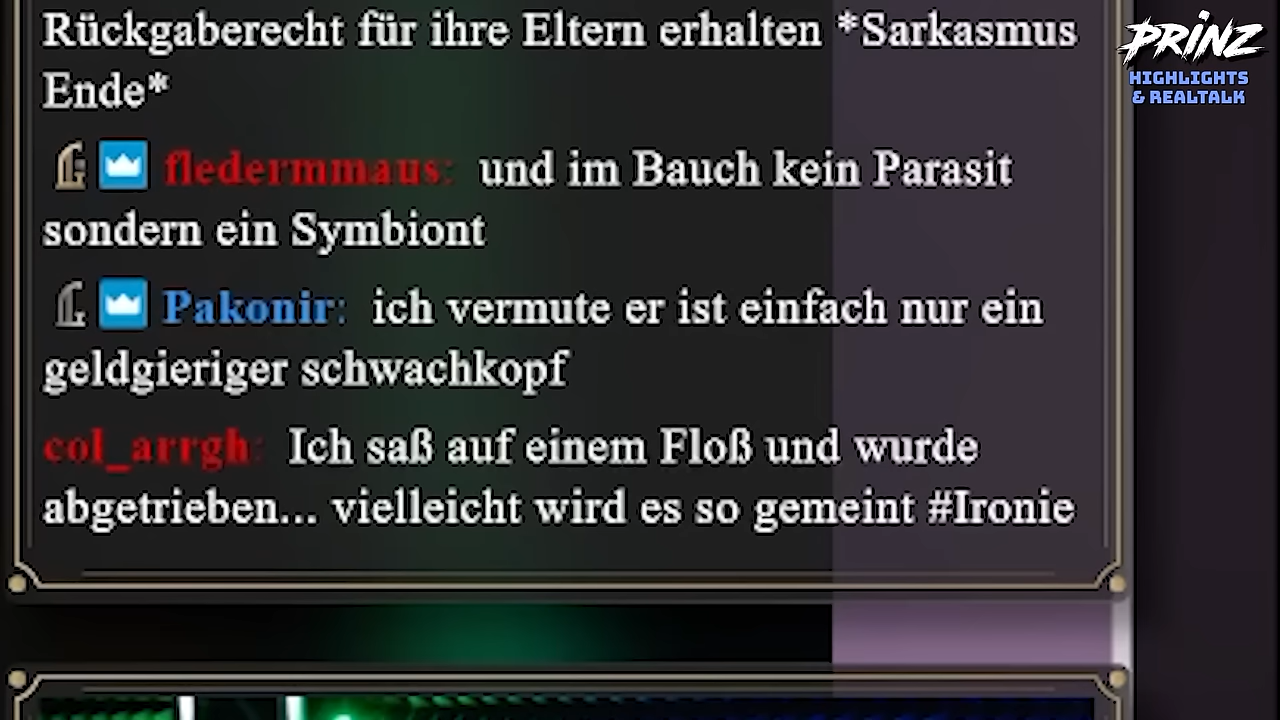 Rückgaberecht für ihre Eltern erhalten *Sarkasmus
Ende*
fledermmaus: und im Bauch kein Parasit
sondern ein Symbiont
Pakonir: ich vermute er ist einfach nur ein
geldgieriger schwachkopf
col_arrgh: Ich saß auf einem Floß und wurde
abgetrieben... vielleicht wird es so gemeint #Ironie
PRiNZ
HIGHLIGHTS
& REALTALK